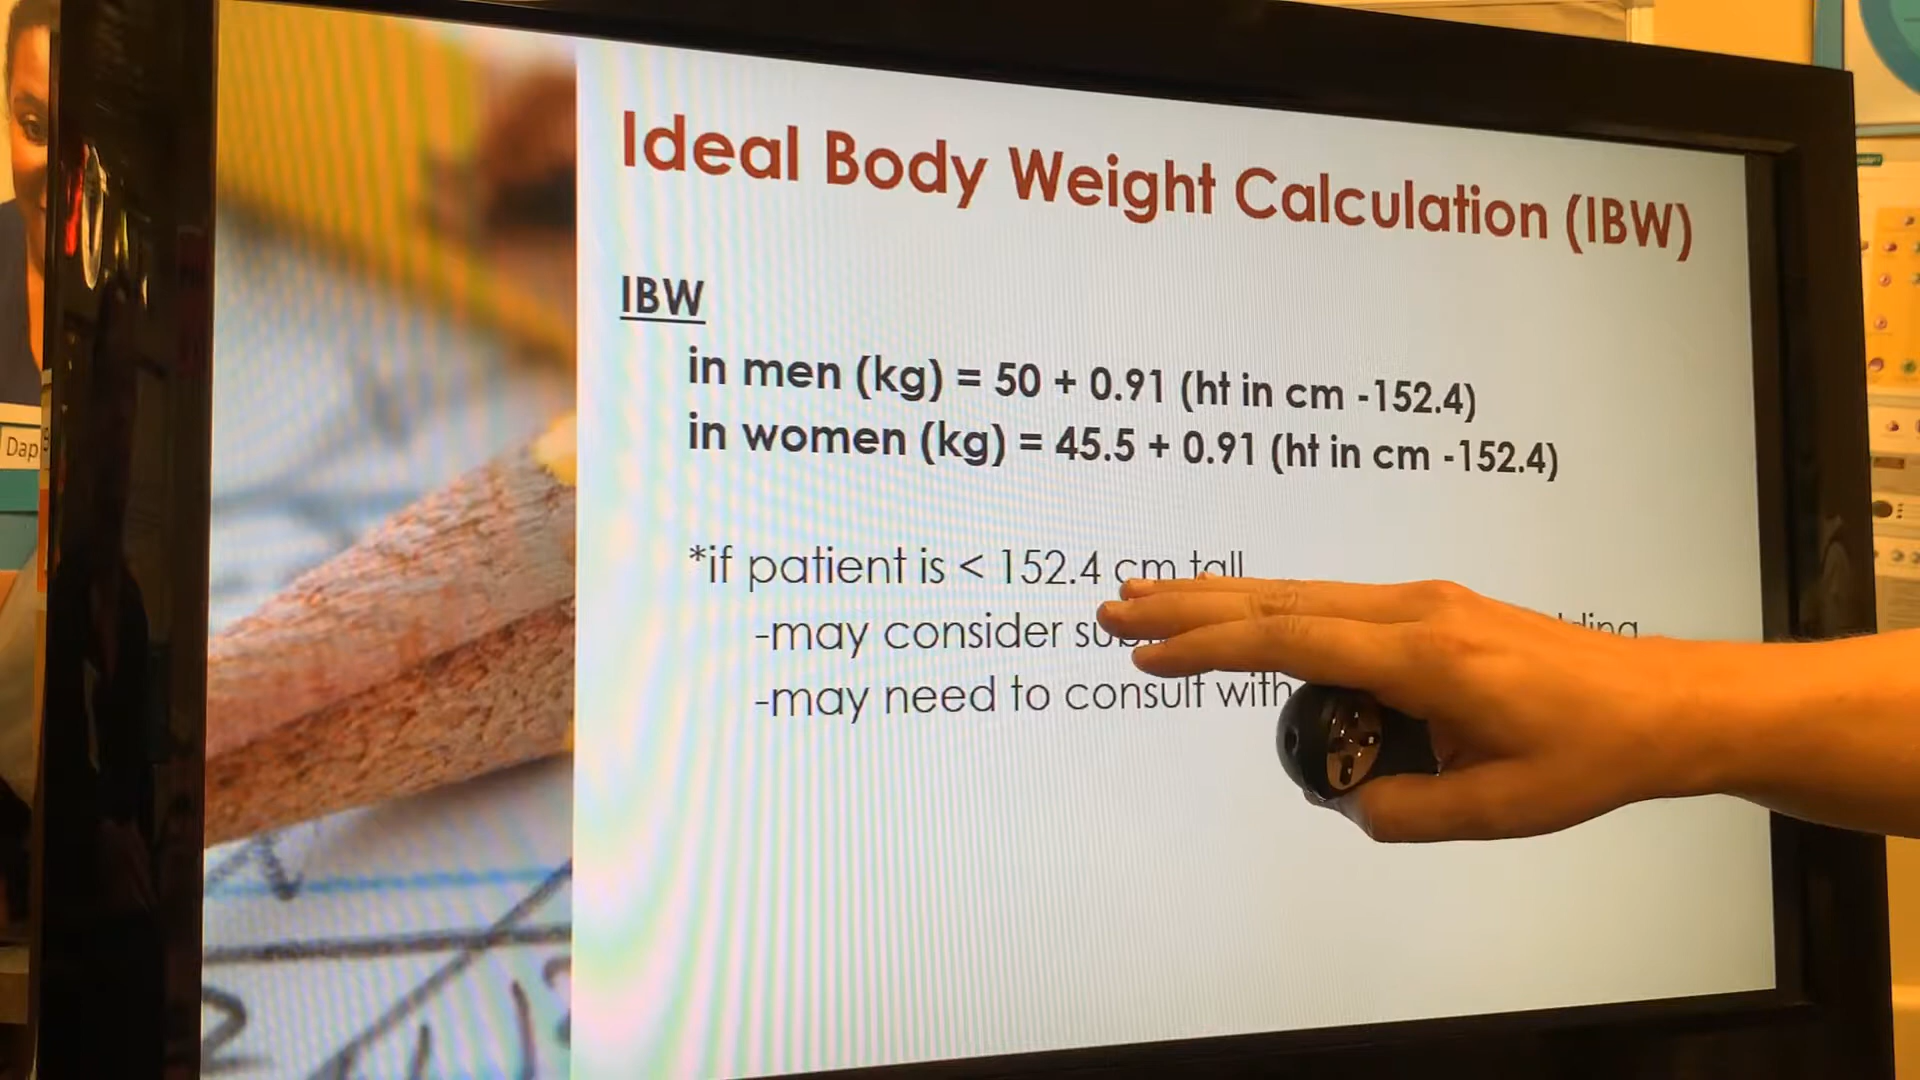 Ideal Body Weight Calculation (IBW)
IBW
in men (kg) = 50 + 0.91 (ht in cm -152.4)
in women (kg) = 45.5 + 0.91 (ht in cm -152.4)
*if patient is < 152.4 cm tall
-may consider
-may need to consult with
Dap